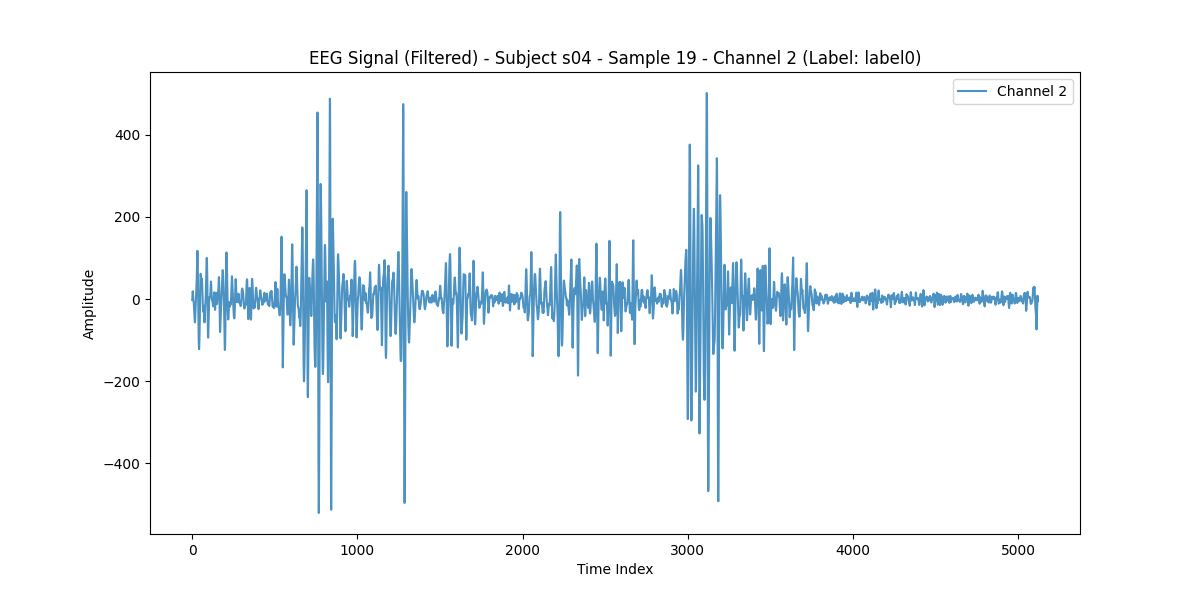 EEG Signal (Filtered) - Subject s04 - Sample 19 - Channel 2 (Label: label0)
Channel 2
400
200
0
−200
−400
Amplitude
0
1000
2000
3000
4000
5000
Time Index